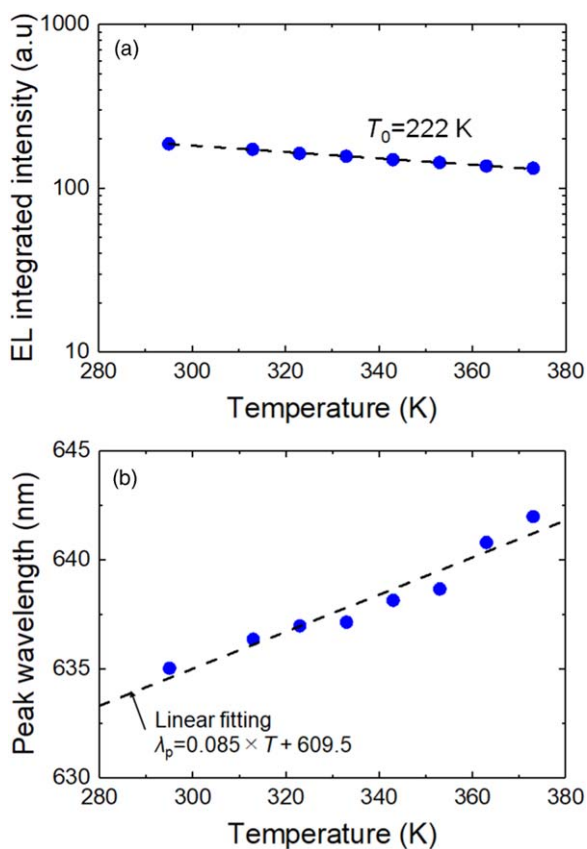 1000
(a)
T₀=222 K
100
10
EL integrated intensity (a.u)
280 300 320 340 360 380
Temperature (K)
645
(b)
640
635
630
Peak wavelength (nm)
Linear fitting
λₚ=0.085 × T + 609.5
280 300 320 340 360 380
Temperature (K)